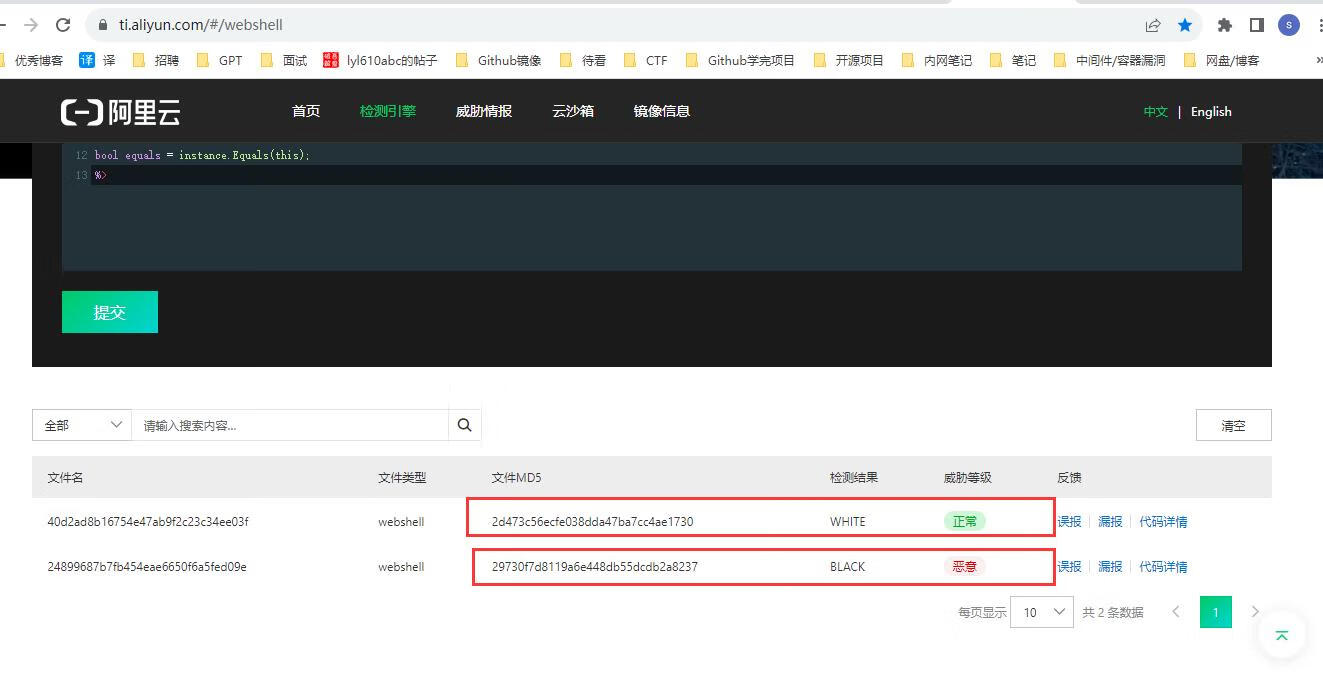 ti.aliyun.com/#/webshell
S
优秀博客 译 译 招聘 GPT 面试 lyl610abc的帖子 Github镜像 待看 CTF Github学完项目 开源项目 内网笔记 笔记 中间件/容器漏洞 网盘/博客 »
阿里云 首页 检测引擎 威胁情报 云沙箱 镜像信息 中文 | English
12 bool equals = instance.Equals(this);
13 %>
提交
全部 请输入搜索内容... 清空
文件名 文件类型 文件MD5 检测结果 威胁等级 反馈
40d2ad8b16754e47ab9f2c23c34ee03f webshell 2d473c56ecfe038dda47ba7cc4ae1730 WHITE 正常 误报 漏报 代码详情
24899687b7fb454eae6650f6a5fed09e webshell 29730f7d8119a6e448db55dcdb2a8237 BLACK 恶意 误报 漏报 代码详情
每页显示 10 共 2 条数据 1